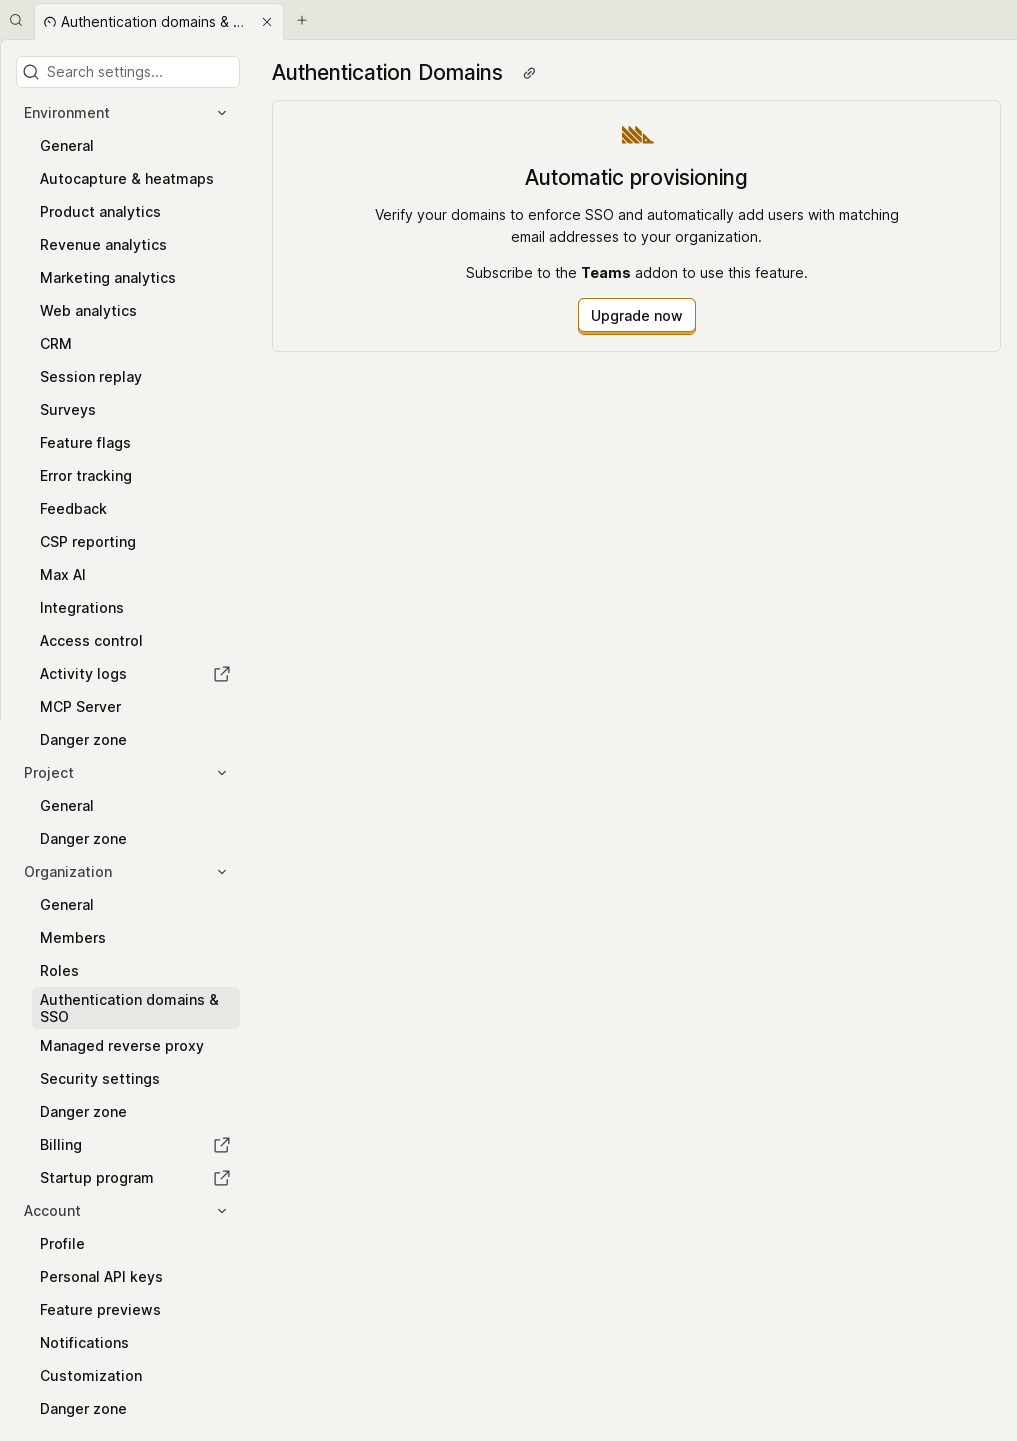 Authentication domains & ...
Search settings...
Environment
General
Autocapture & heatmaps
Product analytics
Revenue analytics
Marketing analytics
Web analytics
CRM
Session replay
Surveys
Feature flags
Error tracking
Feedback
CSP reporting
Max AI
Integrations
Access control
Activity logs
MCP Server
Danger zone
Project
General
Danger zone
Organization
General
Members
Roles
Authentication domains &
SSO
Managed reverse proxy
Security settings
Danger zone
Billing
Startup program
Account
Profile
Personal API keys
Feature previews
Notifications
Customization
Danger zone
Authentication Domains
Automatic provisioning
Verify your domains to enforce SSO and automatically add users with matching
email addresses to your organization.
Subscribe to the Teams addon to use this feature.
Upgrade now